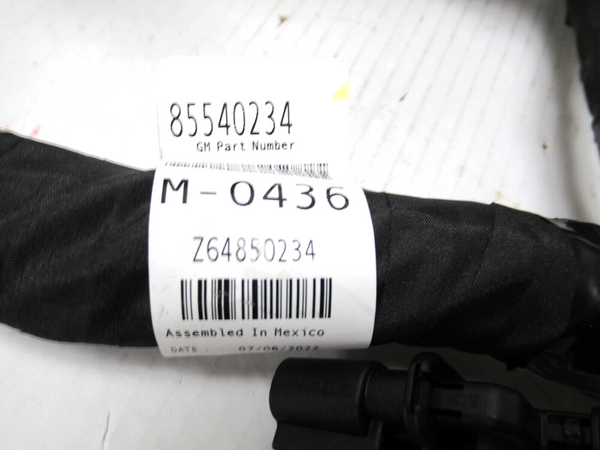 85540234
GM Part Number
M-0436
Z64850234
Assembled In Mexico
DATE : 07/06/2022